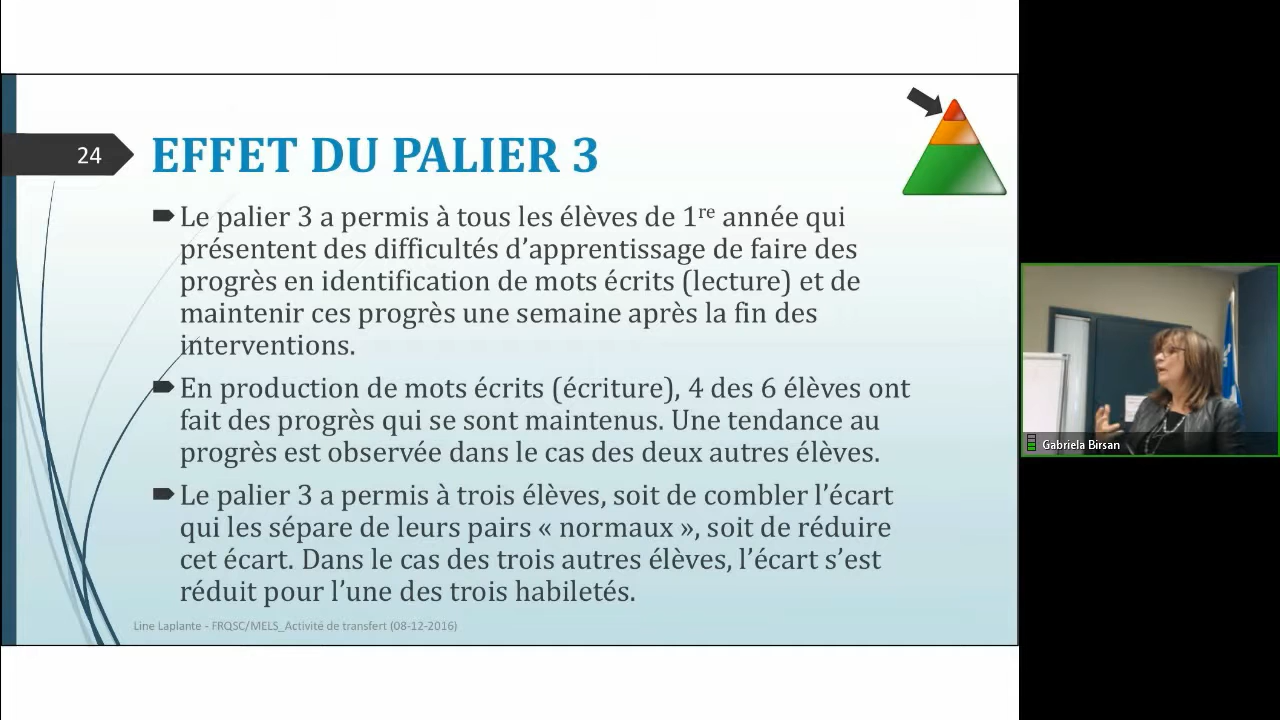 24
EFFET DU PALIER 3
Le palier 3 a permis à tous les élèves de 1re année qui
présentent des difficultés d’apprentissage de faire des
progrès en identification de mots écrits (lecture) et de
maintenir ces progrès une semaine après la fin des
interventions.
En production de mots écrits (écriture), 4 des 6 élèves ont
fait des progrès qui se sont maintenus. Une tendance au
progrès est observée dans le cas des deux autres élèves.
Le palier 3 a permis à trois élèves, soit de combler l’écart
qui les sépare de leurs pairs « normaux », soit de réduire
cet écart. Dans le cas des trois autres élèves, l’écart s’est
réduit pour l’une des trois habiletés.
Line Laplante - FRQSC/MELS_Activité de transfert (08-12-2016)
Gabriela Birsan